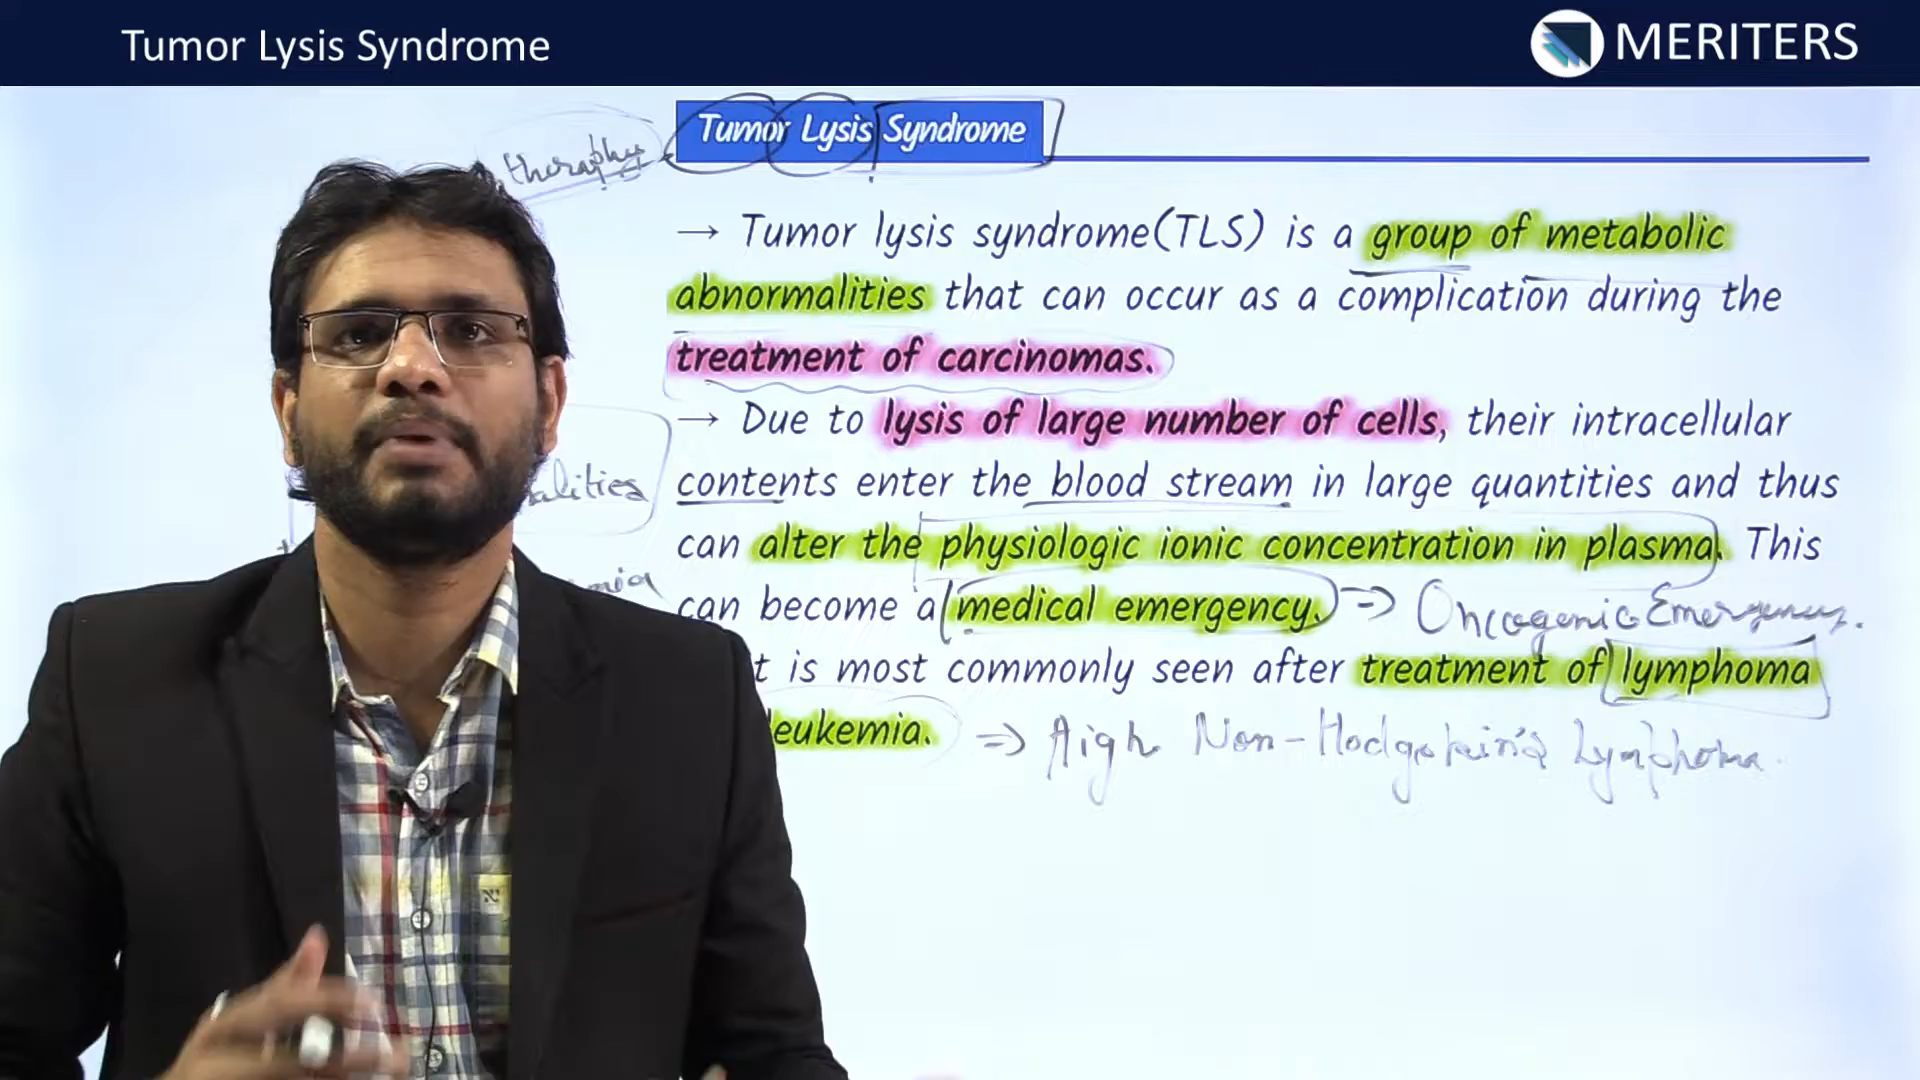 Tumor Lysis Syndrome
MERITERS
Tumor Lysis Syndrome
theraphy
→ Tumor lysis syndrome(TLS) is a group of metabolic
abnormalities that can occur as a complication during the
treatment of carcinomas.
→ Due to lysis of large number of cells, their intracellular
alities
contents enter the blood stream in large quantities and thus
can alter the physiologic ionic concentration in plasma. This
can become a medical emergency. => Oncogenic Emergency.
t is most commonly seen after treatment of lymphoma
leukemia. => High Non-Hodgekin's Lymphoma.